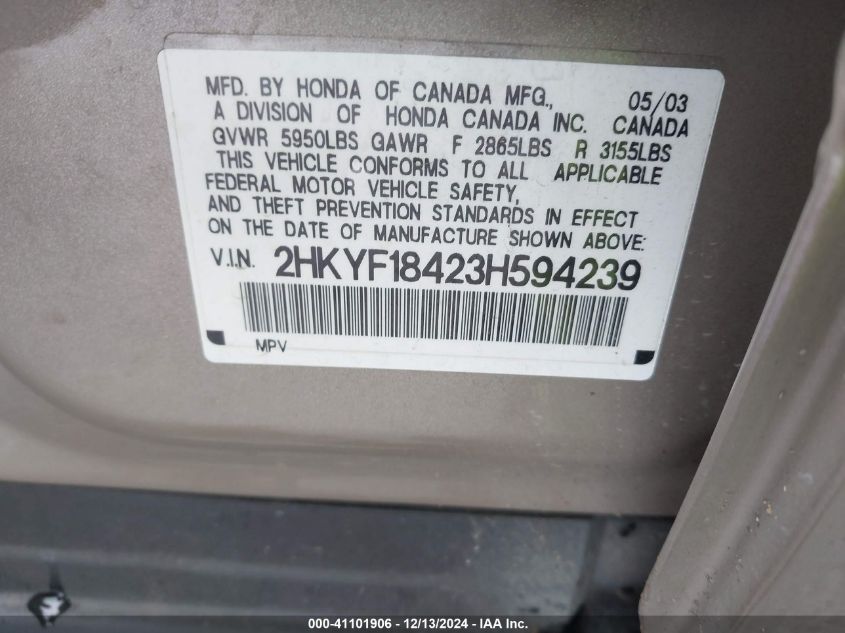 MFD. BY HONDA OF CANADA MFG., 05/03
A DIVISION OF HONDA CANADA INC. CANADA
GVWR 5950LBS GAWR F 2865LBS R 3155LBS
THIS VEHICLE CONFORMS TO ALL APPLICABLE
FEDERAL MOTOR VEHICLE SAFETY,
AND THEFT PREVENTION STANDARDS IN EFFECT
ON THE DATE OF MANUFACTURE SHOWN ABOVE:
V.I.N. 2HKYF18423H594239
MPV
000-41101906 - 12/13/2024 - IAA Inc.